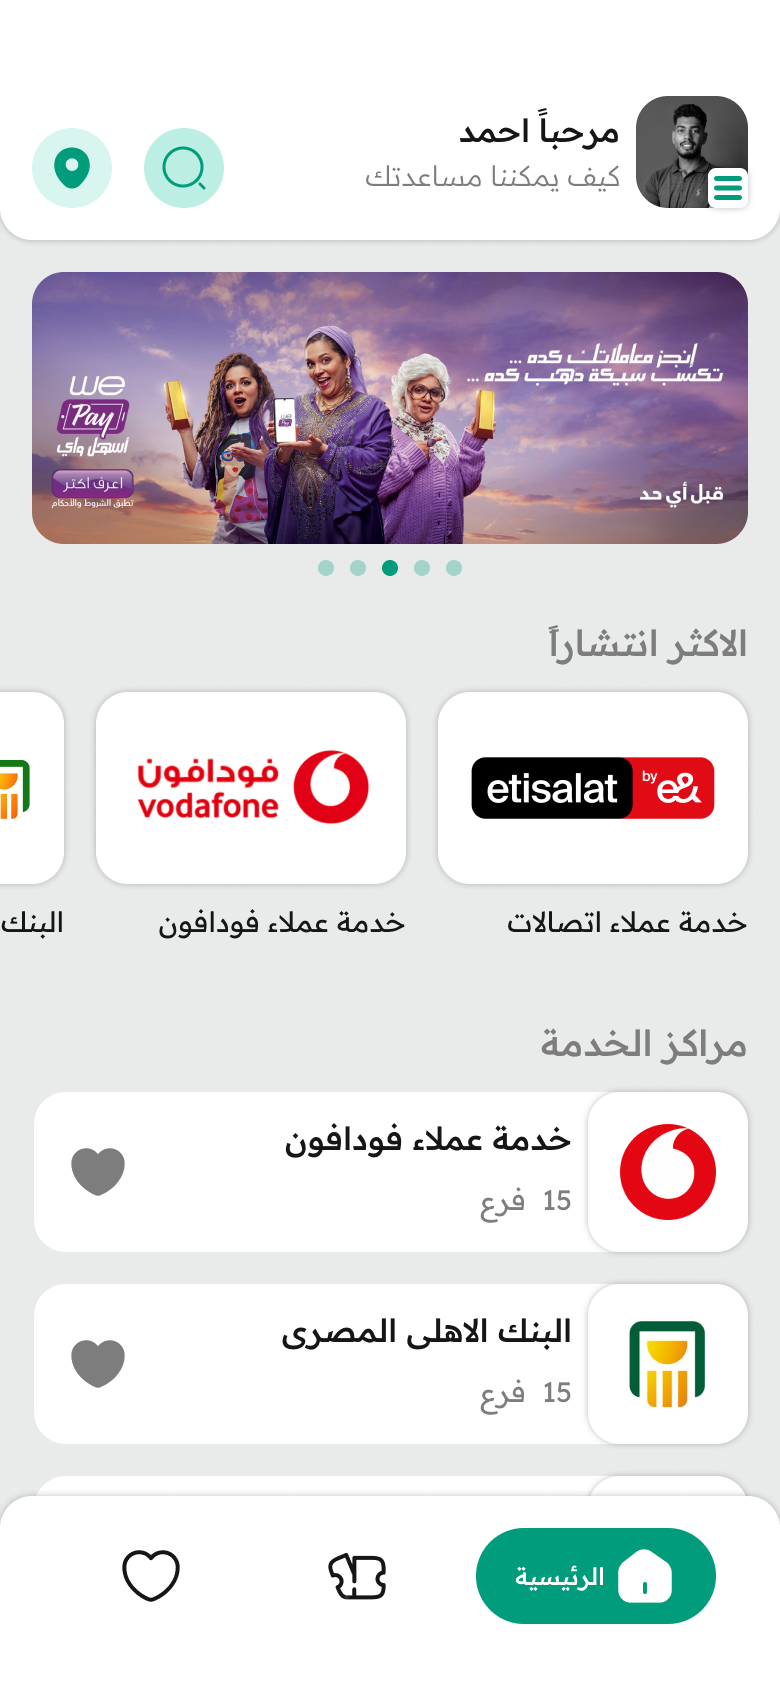 مرحباً احمد
كيف يمكننا مساعدتك
إنجز معاملاتك كده ...
تكسب سبيكة دهب كده ...
قبل أي حد
we
Pay
أسهل واي
اعرف اكتر
تطبق الشروط والأحكام
الاكثر انتشاراً
etisalat by e&
فودافون
vodafone
خدمة عملاء اتصالات
خدمة عملاء فودافون
البنك
مراكز الخدمة
خدمة عملاء فودافون
15 فرع
البنك الاهلى المصرى
15 فرع
الرئيسية